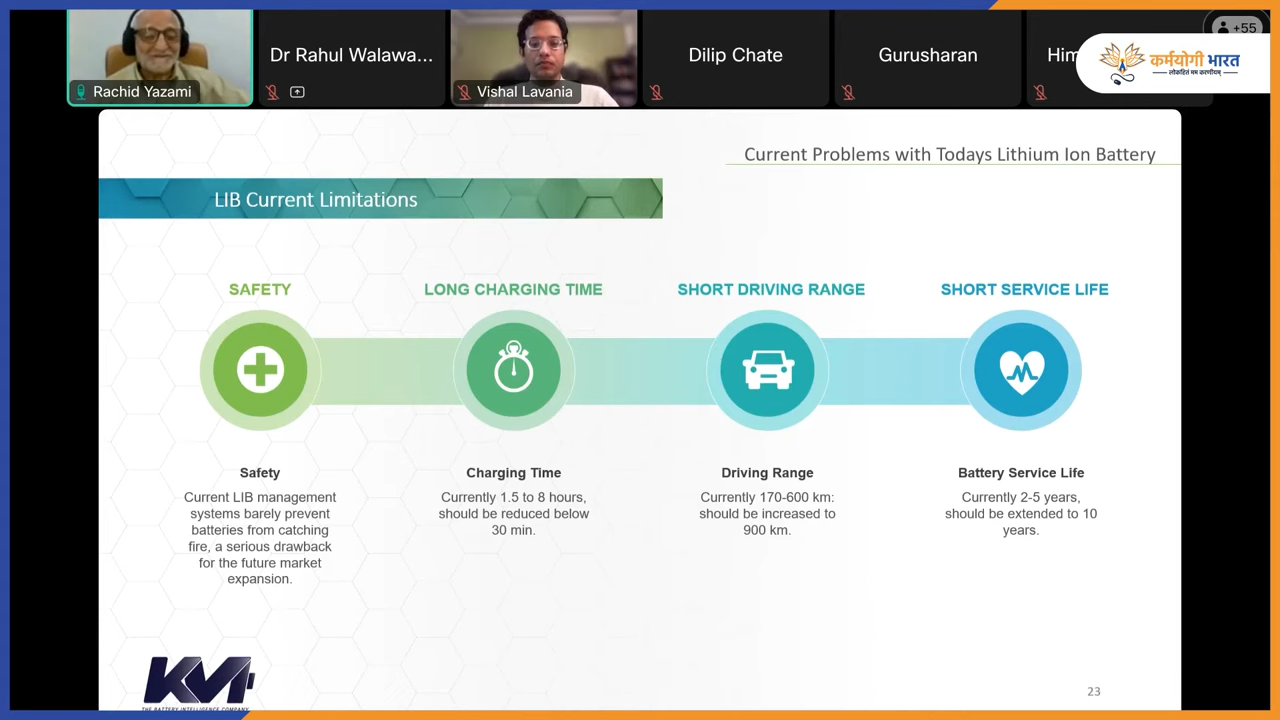 Dr Rahul Walawa...
Dilip Chate
Gurusharan
Him
+55
Rachid Yazami
Vishal Lavania
कर्मयोगी भारत
लोकहितं मम करणीयम्
Current Problems with Todays Lithium Ion Battery
LIB Current Limitations
SAFETY
LONG CHARGING TIME
SHORT DRIVING RANGE
SHORT SERVICE LIFE
Safety
Current LIB management
systems barely prevent
batteries from catching
fire, a serious drawback
for the future market
expansion.
Charging Time
Currently 1.5 to 8 hours,
should be reduced below
30 min.
Driving Range
Currently 170-600 km:
should be increased to
900 km.
Battery Service Life
Currently 2-5 years,
should be extended to 10
years.
KVI
THE BATTERY INTELLIGENCE COMPANY
23